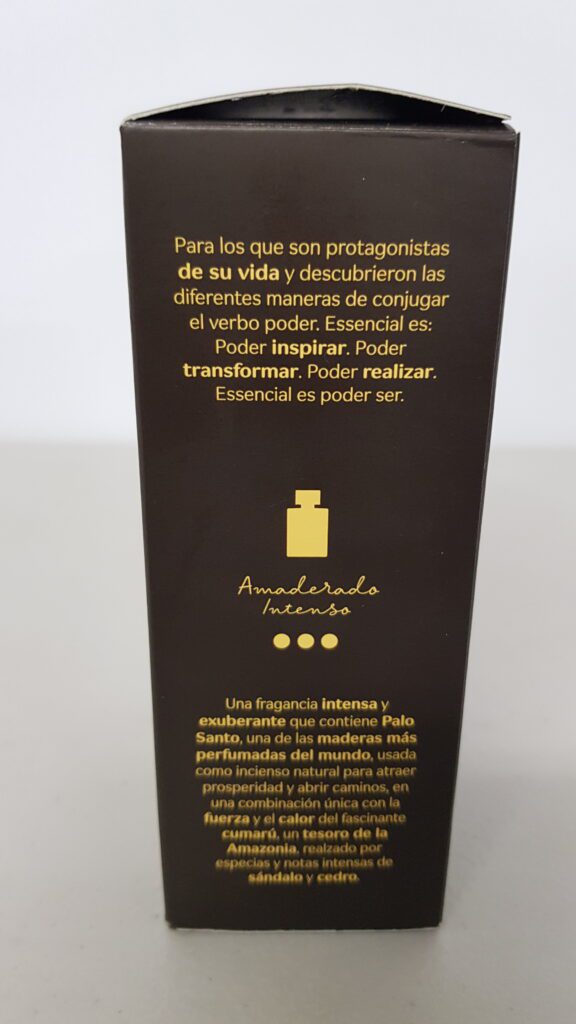 Para los que son protagonistas
de su vida y descubrieron las
diferentes maneras de conjugar
el verbo poder. Essencial es:
Poder inspirar. Poder
transformar. Poder realizar.
Essencial es poder ser.
Amaderado
Intenso
Una fragancia intensa y
exuberante que contiene Palo
Santo, una de las maderas más
perfumadas del mundo, usada
como incienso natural para atraer
prosperidad y abrir caminos, en
una combinación única con la
fuerza y el calor del fascinante
cumarú, un tesoro de la
Amazonia, realzado por
especias y notas intensas de
sándalo y cedro.